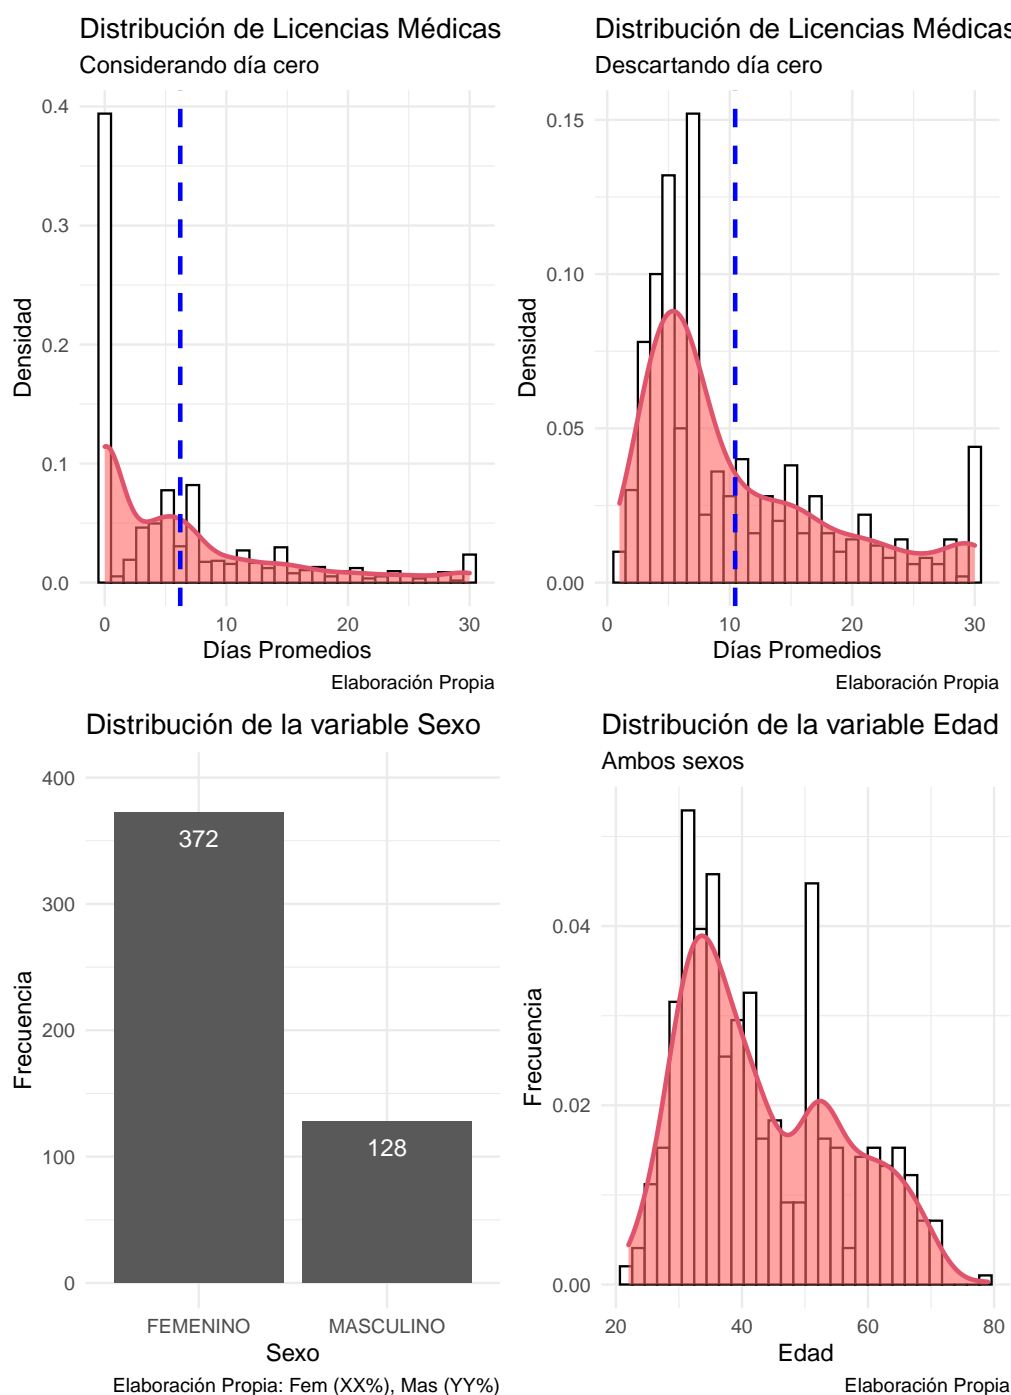 Distribución de Licencias Médicas
Considerando día cero
0.4
0.3
0.2
0.1
0.0
Densidad
0
10
20
30
Días Promedios
Elaboración Propia
Distribución de Licencias Médicas
Descartando día cero
0.15
0.10
0.05
0.00
Densidad
0
10
20
30
Días Promedios
Elaboración Propia
Distribución de la variable Sexo
400
300
200
100
0
Frecuencia
372
128
FEMENINO
MASCULINO
Sexo
Elaboración Propia: Fem (XX%), Mas (YY%)
Distribución de la variable Edad
Ambos sexos
0.04
0.02
0.00
Frecuencia
20
40
60
80
Edad
Elaboración Propia